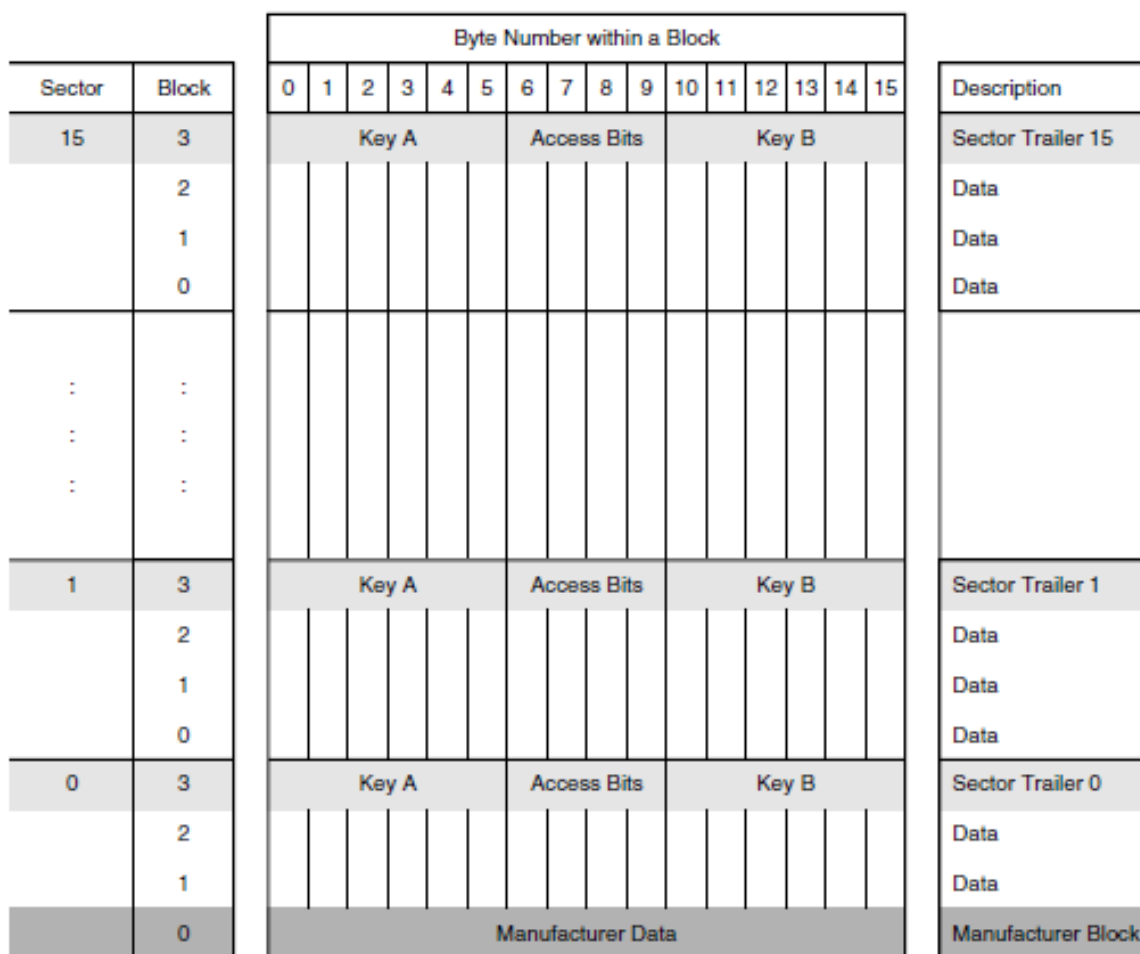 Byte Number within a Block
Sector Block 0 1 2 3 4 5 6 7 8 9 10 11 12 13 14 15 Description
15 3 Key A Access Bits Key B Sector Trailer 15
2 Data
1 Data
0 Data
: :
: :
: :
1 3 Key A Access Bits Key B Sector Trailer 1
2 Data
1 Data
0 Data
0 3 Key A Access Bits Key B Sector Trailer 0
2 Data
1 Data
0 Manufacturer Data Manufacturer Block